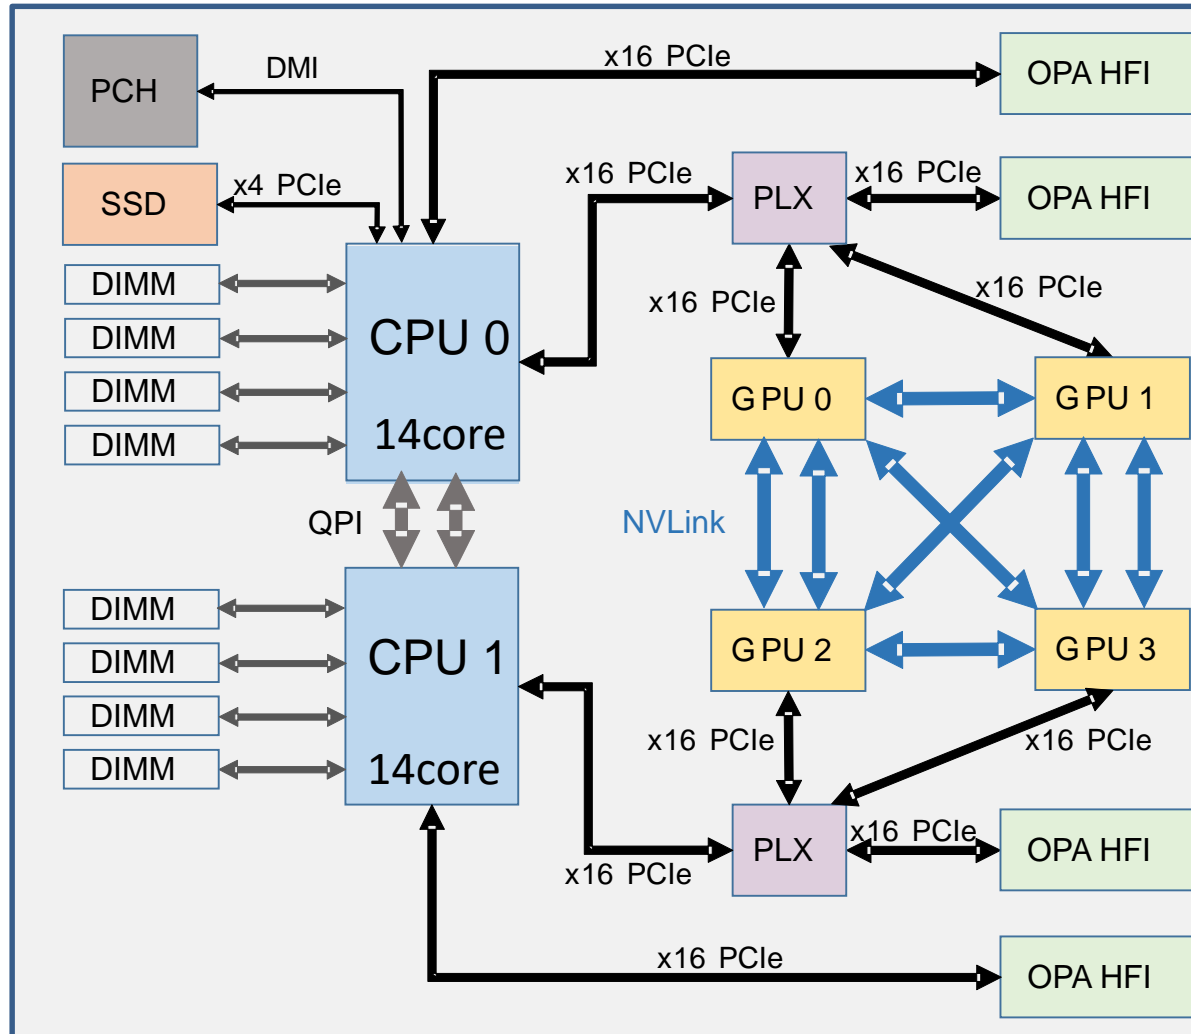 x16 PCIe
OPA HFI
PCH
DMI
SSD
x4 PCIe
x16 PCIe
PLX
x16 PCIe
OPA HFI
DIMM
DIMM
DIMM
DIMM
CPU 0
14core
x16 PCIe
x16 PCIe
GPU 0
GPU 1
QPI
NVLink
DIMM
DIMM
DIMM
DIMM
CPU 1
14core
GPU 2
GPU 3
x16 PCIe
x16 PCIe
x16 PCIe
PLX
x16 PCIe
OPA HFI
x16 PCIe
OPA HFI